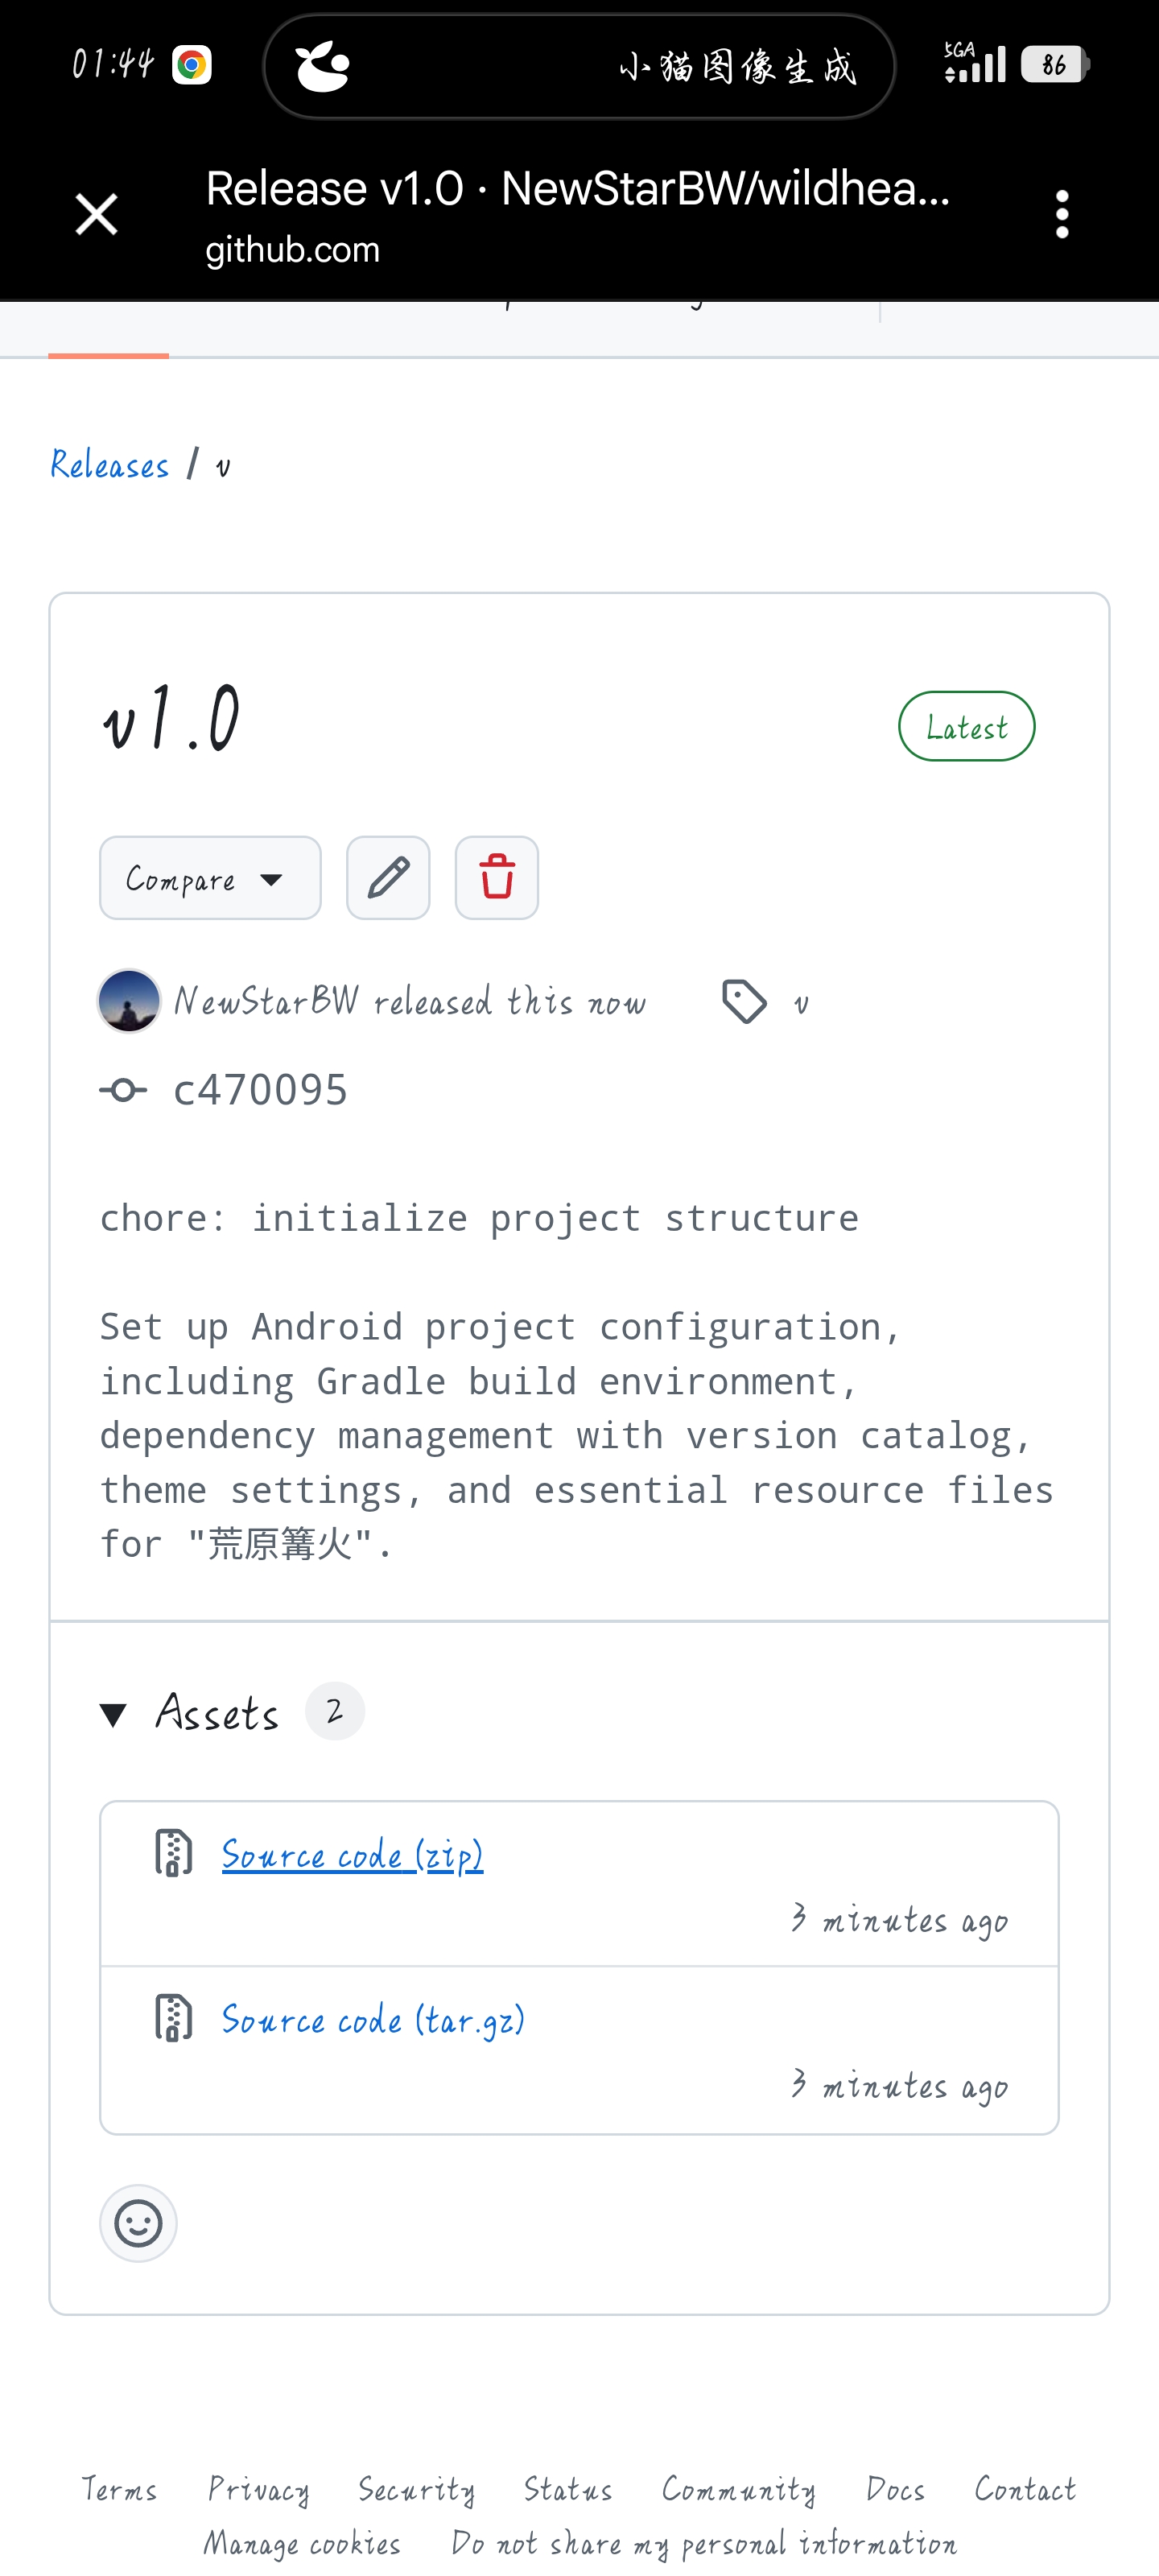 01:44
小猫图像生成
5GA
86
Release v1.0 · NewStarBW/wildhea...
github.com
Releases / v
v1.0
Latest
Compare
NewStarBW released this now
v
c470095
chore: initialize project structure
Set up Android project configuration,
including Gradle build environment,
dependency management with version catalog,
theme settings, and essential resource files
for "荒原篝火".
Assets 2
Source code (zip)
3 minutes ago
Source code (tar.gz)
3 minutes ago
Terms Privacy Security Status Community Docs Contact
Manage cookies Do not share my personal information